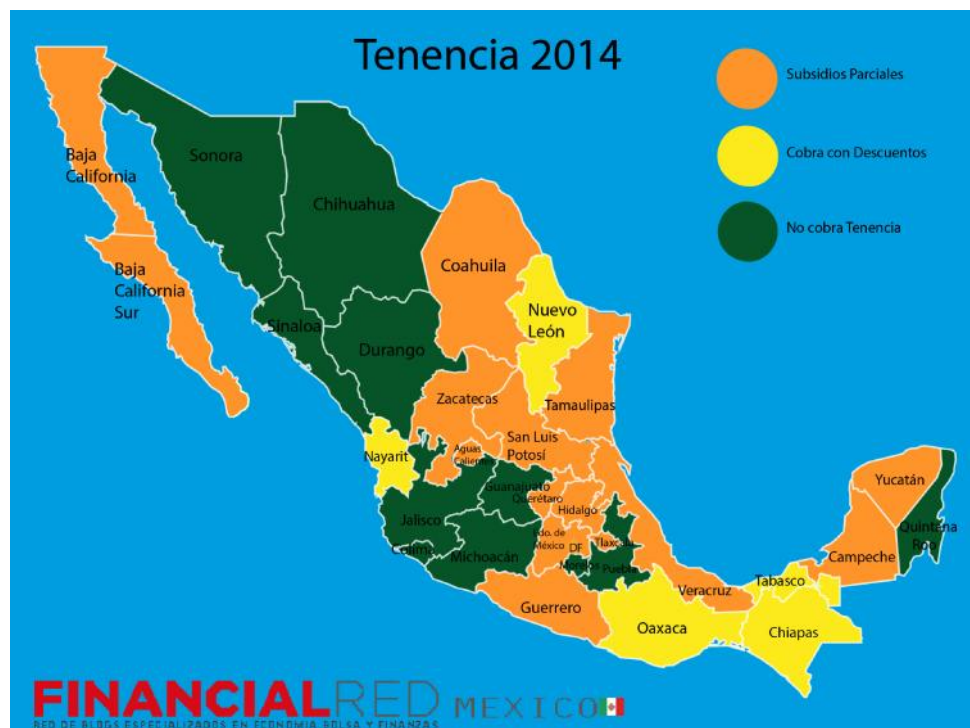 Tenencia 2014
Subsidios Parciales
Cobra con Descuentos
No cobra Tenencia
Baja
California
Sonora
Chihuahua
Baja
California
Sur
Coahuila
Nuevo
León
Sinaloa
Durango
Zacatecas
Tamaulipas
San Luis
Potosí
Nayarit
Aguas
Calientes
Guanajuato
Querétaro
Hidalgo
Jalisco
Colima
Michoacán
Edo. de
México
DF
Tlaxcala
Morelos
Puebla
Guerrero
Veracruz
Oaxaca
Tabasco
Chiapas
Campeche
Yucatán
Quintana
Roo
FINANCIALRED MEXICO
RED DE BLOGS ESPECIALIZADOS EN ECONOMIA, BOLSA Y FINANZAS